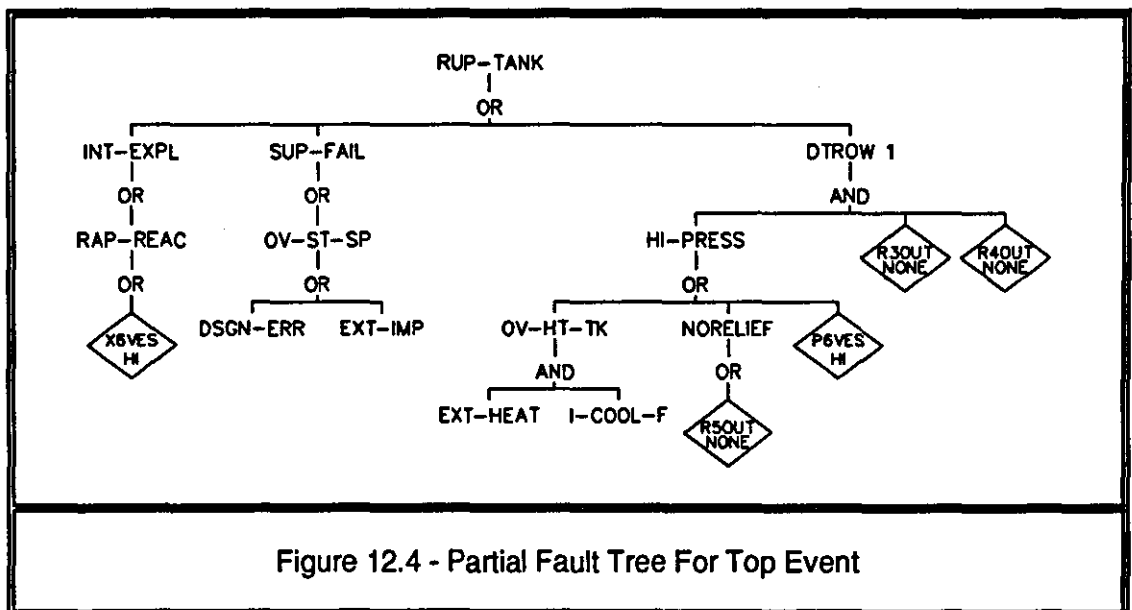 RUP-TANK
OR
INT-EXPL SUP-FAIL DTROW 1
OR OR AND
RAP-REAC OV-ST-SP HI-PRESS R3OUT R4OUT
NONE NONE
OR OR OR
X6VES DSGN-ERR EXT-IMP OV-HT-TK NORELIEF P6VES
HI HI
AND OR
EXT-HEAT I-COOL-F R5OUT
NONE
Figure 12.4 - Partial Fault Tree For Top Event